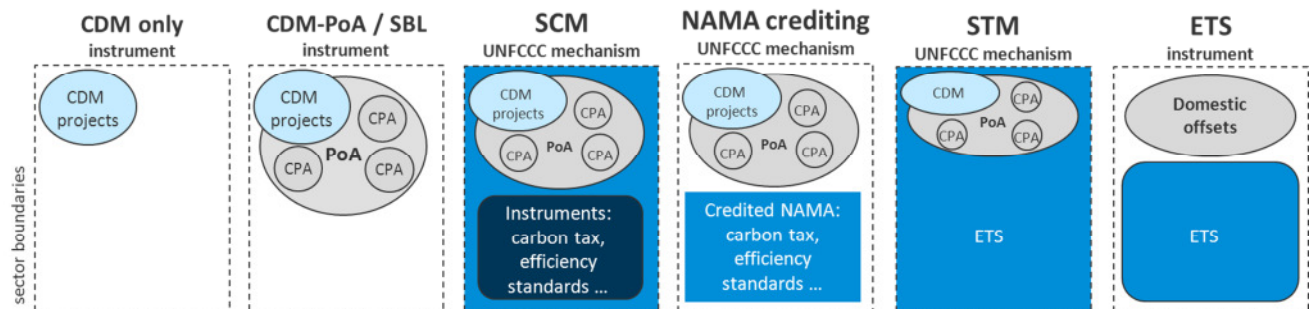 CDM only
instrument
CDM-PoA / SBL
instrument
SCM
UNFCCC mechanism
NAMA crediting
UNFCCC mechanism
STM
UNFCCC mechanism
ETS
instrument
sector boundaries
CDM
projects
CDM
projects
CPA
PoA
CPA
CPA
CDM
projects
CPA
PoA
CPA
CPA
Instruments:
carbon tax,
efficiency
standards ...
CDM
projects
CPA
PoA
CPA
CPA
Credited NAMA:
carbon tax,
efficiency
standards ...
CDM
CPA
PoA
CPA
CPA
ETS
Domestic
offsets
ETS